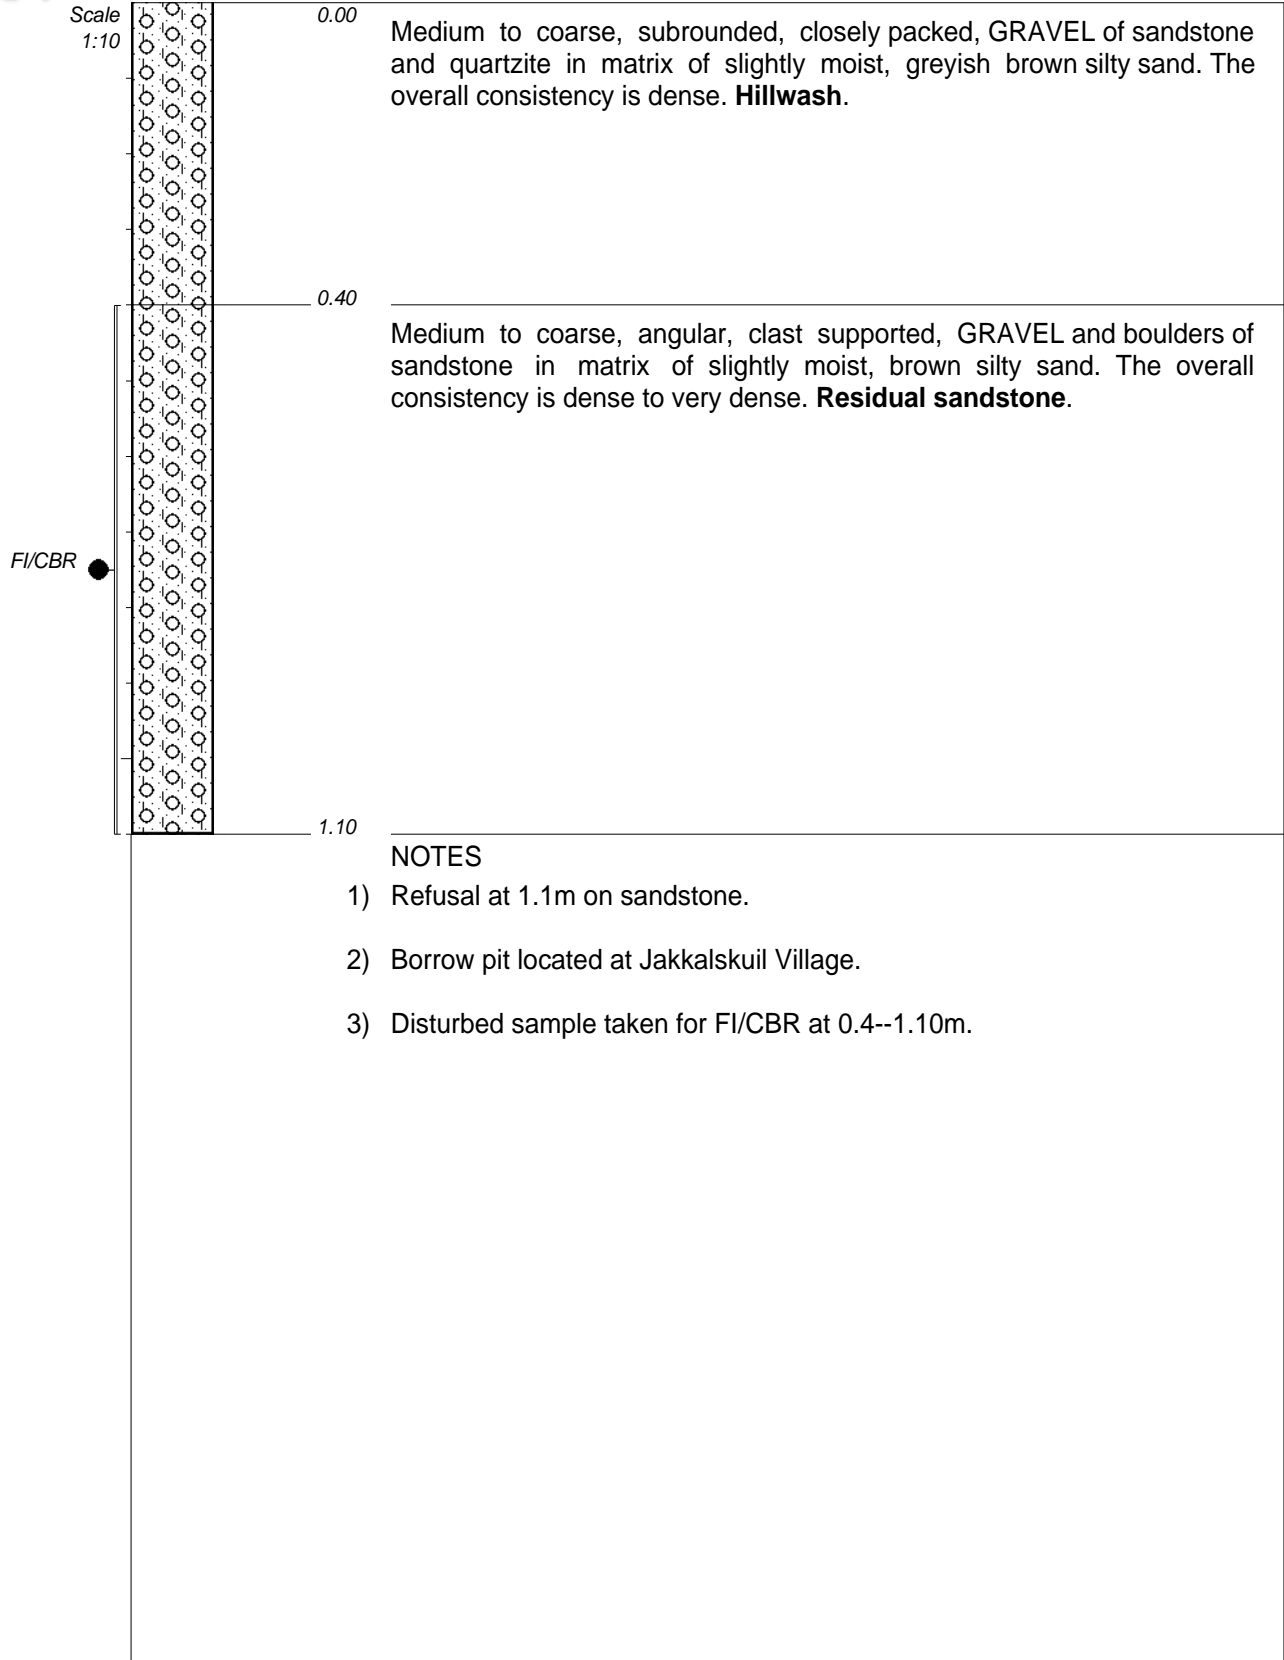 Scale
1:10
0.00
Medium to coarse, subrounded, closely packed, GRAVEL of sandstone
and quartzite in matrix of slightly moist, greyish brown silty sand. The
overall consistency is dense. Hillwash.
0.40
Medium to coarse, angular, clast supported, GRAVEL and boulders of
sandstone in matrix of slightly moist, brown silty sand. The overall
consistency is dense to very dense. Residual sandstone.
FI/CBR
1.10
NOTES
1) Refusal at 1.1m on sandstone.
2) Borrow pit located at Jakkalskuil Village.
3) Disturbed sample taken for FI/CBR at 0.4--1.10m.